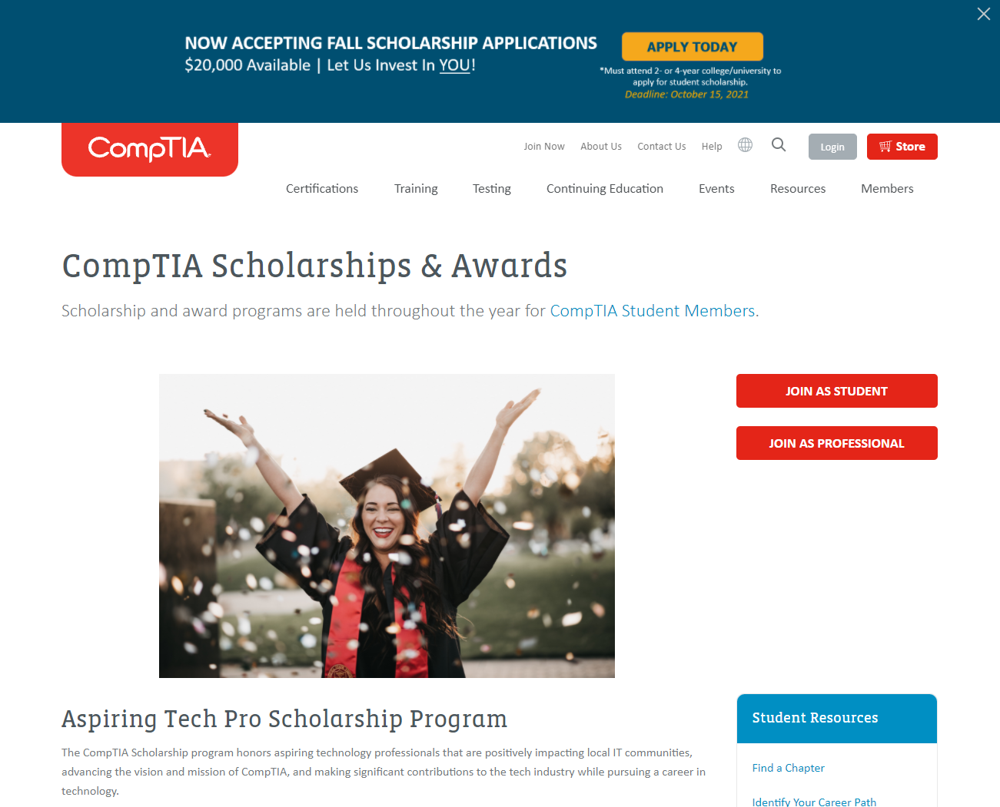 NOW ACCEPTING FALL SCHOLARSHIP APPLICATIONS
$20,000 Available | Let Us Invest In YOU!
APPLY TODAY
*Must attend 2- or 4-year college/university to
apply for student scholarship.
Deadline: October 15, 2021
CompTIA.
Join Now About Us Contact Us Help Login Store
Certifications Training Testing Continuing Education Events Resources Members
CompTIA Scholarships & Awards
Scholarship and award programs are held throughout the year for CompTIA Student Members.
JOIN AS STUDENT
JOIN AS PROFESSIONAL
Aspiring Tech Pro Scholarship Program
The CompTIA Scholarship program honors aspiring technology professionals that are positively impacting local IT communities,
advancing the vision and mission of CompTIA, and making significant contributions to the tech industry while pursuing a career in
technology.
Student Resources
Find a Chapter
Identify Your Career Path